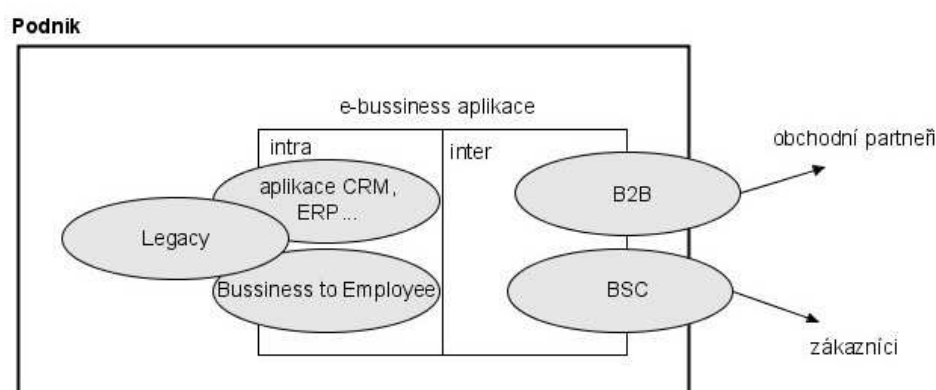 Podnik
e-bussiness aplikace
intra
inter
obchodní partneři
aplikace CRM,
ERP...
B2B
Legacy
Bussiness to Employee
BSC
zákazníci